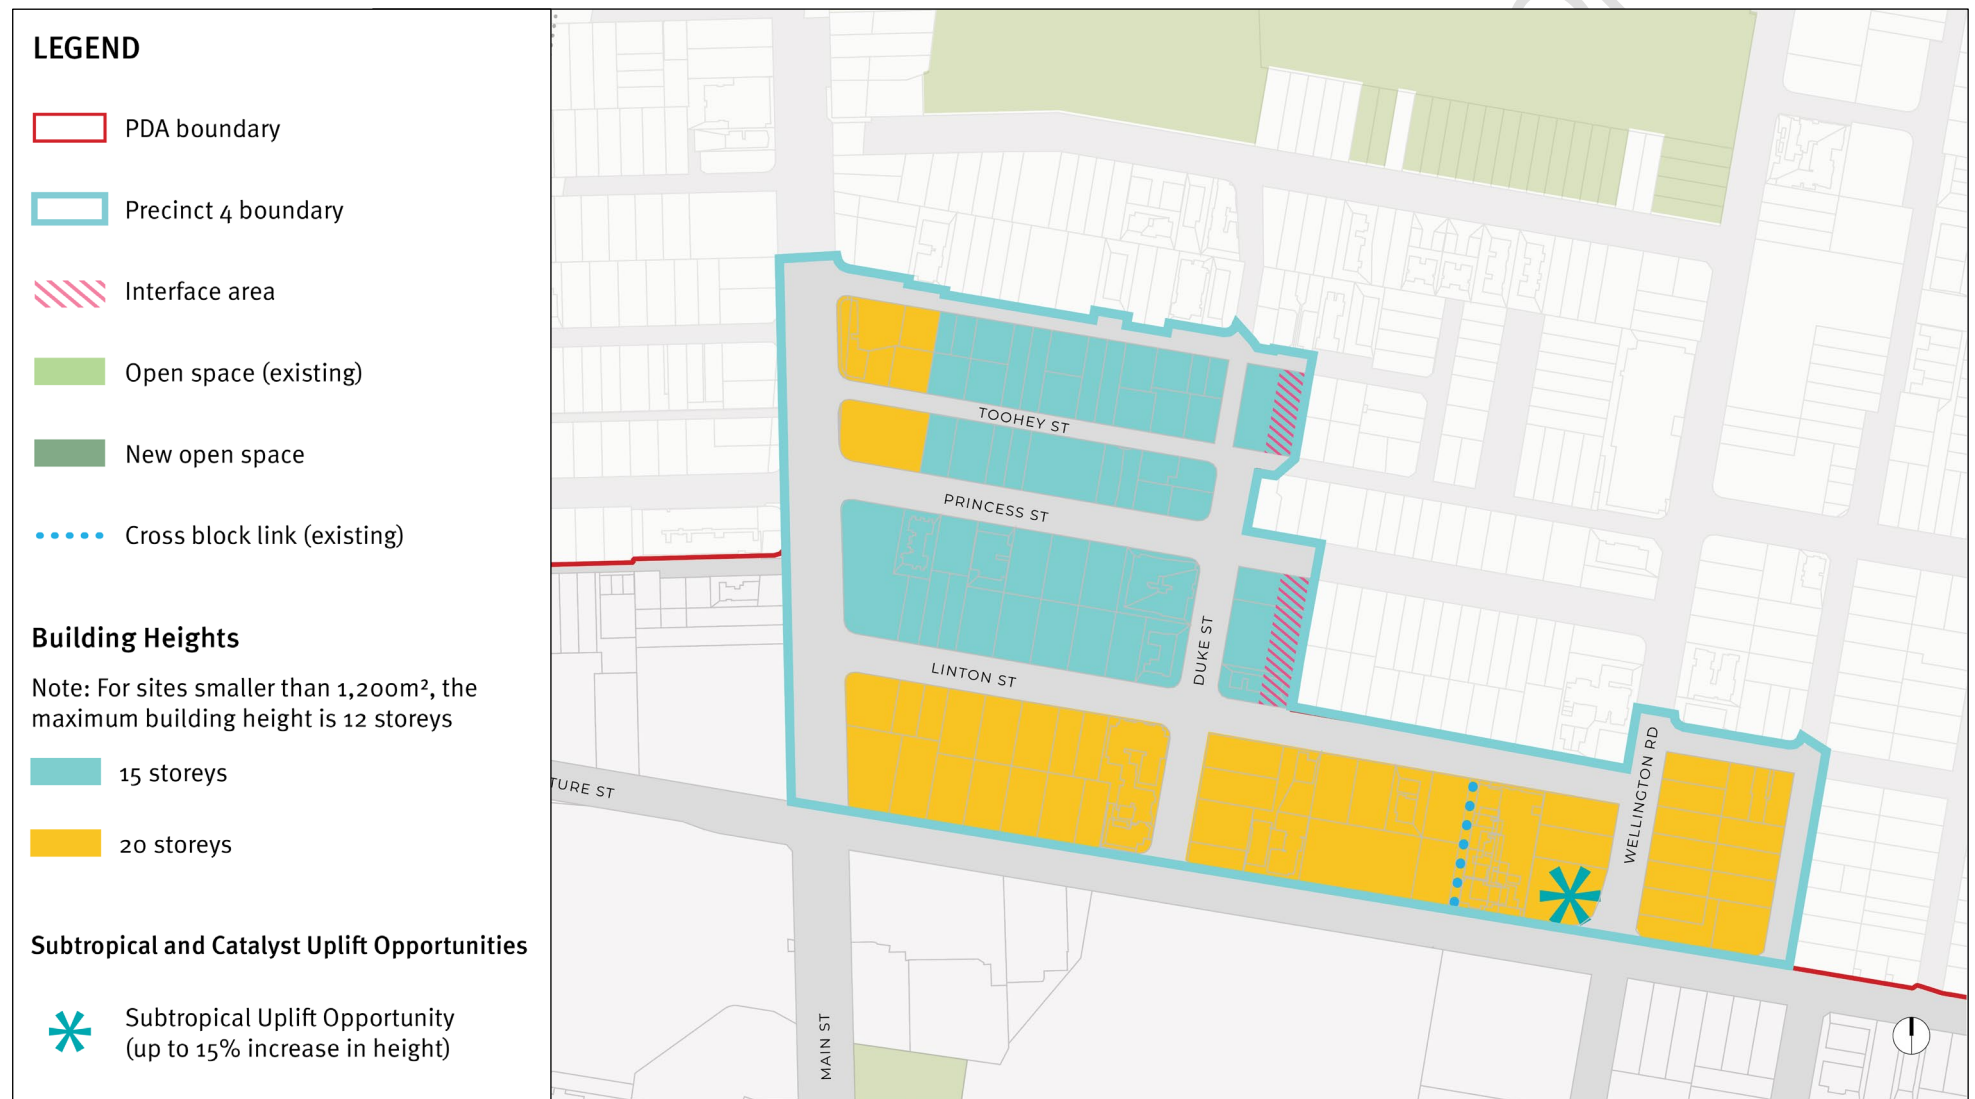 LEGEND
PDA boundary
Precinct 4 boundary
Interface area
Open space (existing)
New open space
Cross block link (existing)
Building Heights
Note: For sites smaller than 1,200m², the
maximum building height is 12 storeys
15 storeys
20 storeys
Subtropical and Catalyst Uplift Opportunities
Subtropical Uplift Opportunity
(up to 15% increase in height)
TOOHEY ST
PRINCESS ST
LINTON ST
DUKE ST
WELLINGTON RD
TURE ST
MAIN ST